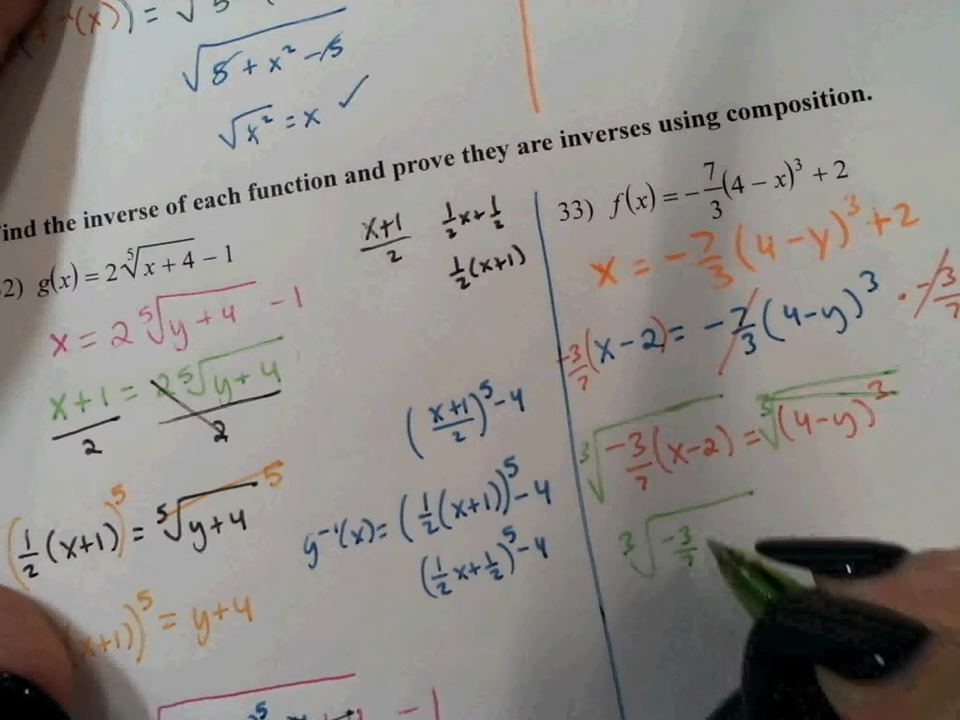 (x)) = √5
√8 + x² - 5
√x² = x ✓
ind the inverse of each function and prove they are inverses using composition.
2) g(x) = 2⁵√x + 4 - 1
x = 2⁵√y + 4 - 1
x + 1 = 2⁵√y + 4
2 2
(½(x+1))⁵ = ⁵√y + 4⁵
x+1))⁵ = y + 4
x+1
2
½x + ½
½(x+1)
(x+1/2)⁵ - 4
g⁻¹(x) = (½(x+1))⁵ - 4
(½x + ½)⁵ - 4
5
- 1
33) f(x) = -7/3(4 - x)³ + 2
x = -7/3(4 - y)³ + 2
-3/7(x - 2) = -7/3(4 - y)³ · -3/7
³√-3/7(x - 2) = ³√(4 - y)³
³√-3/7